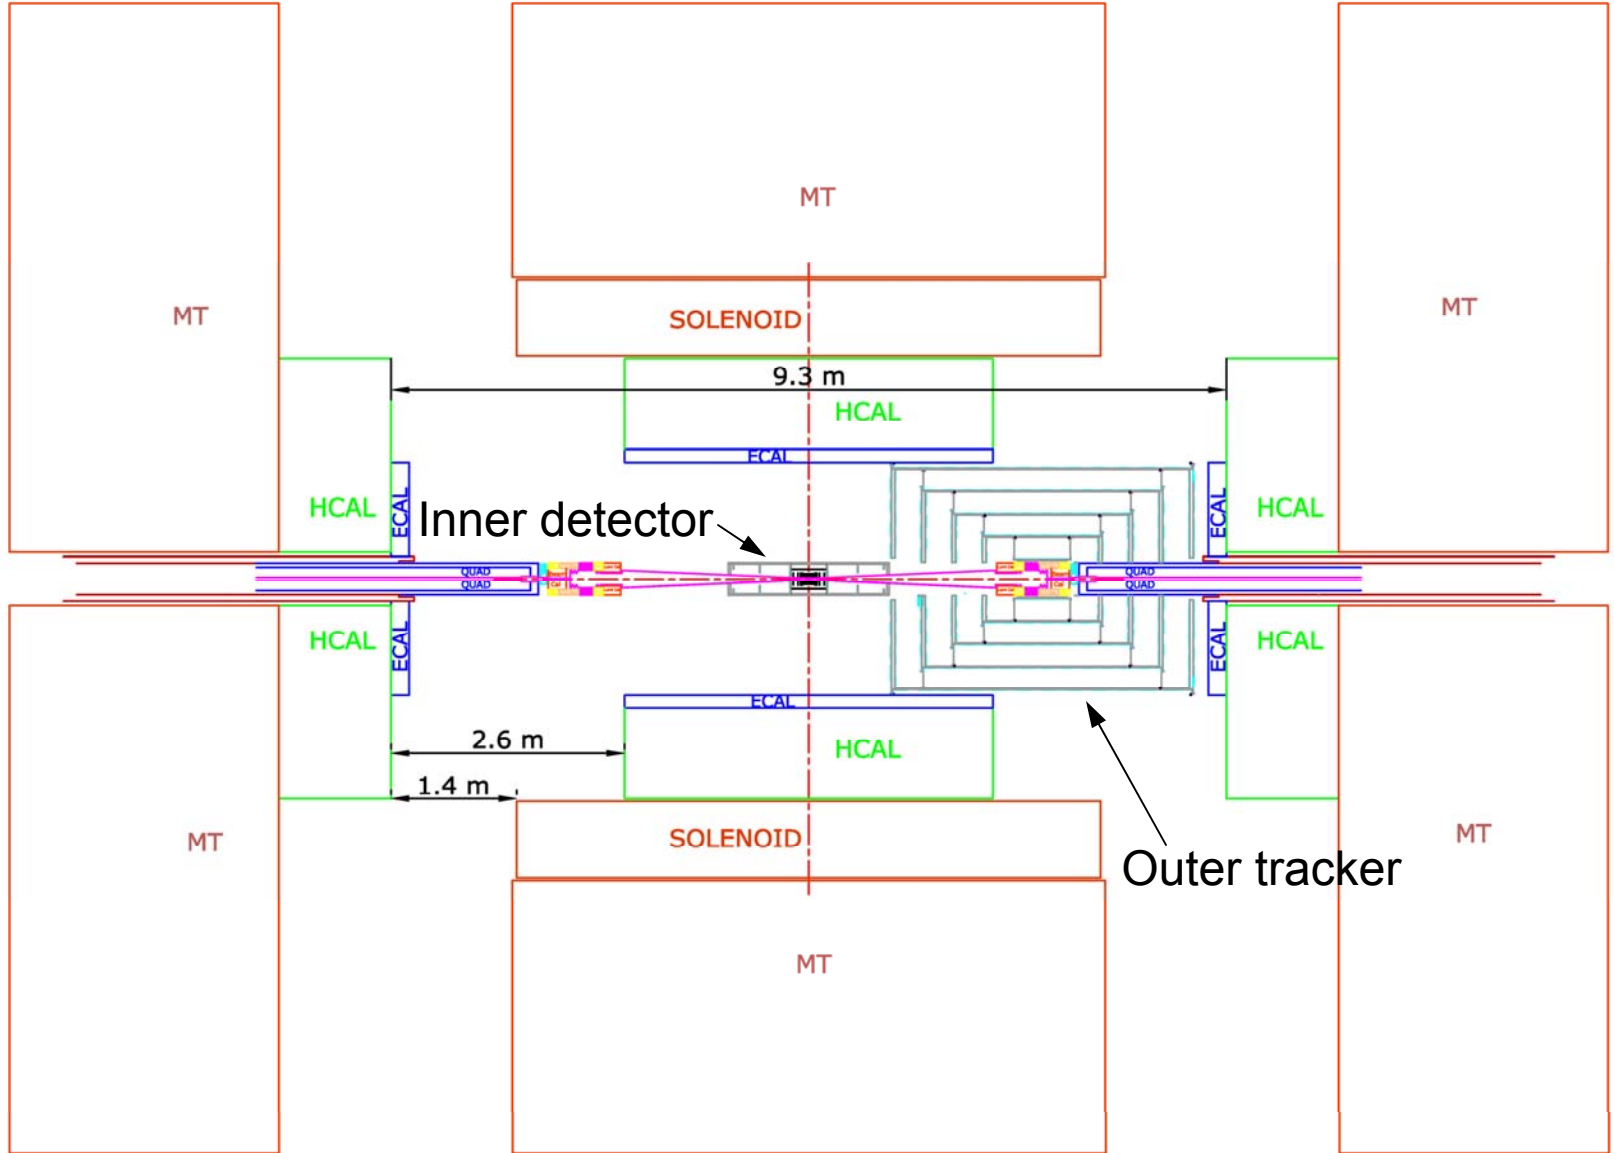 MT
MT
MT
SOLENOID
9.3 m
HCAL
ECAL
HCAL
ECAL
Inner detector
ECAL
HCAL
QUAD
QUAD
QUAD
QUAD
HCAL
ECAL
ECAL
HCAL
ECAL
2.6 m
HCAL
1.4 m
MT
SOLENOID
MT
Outer tracker
MT